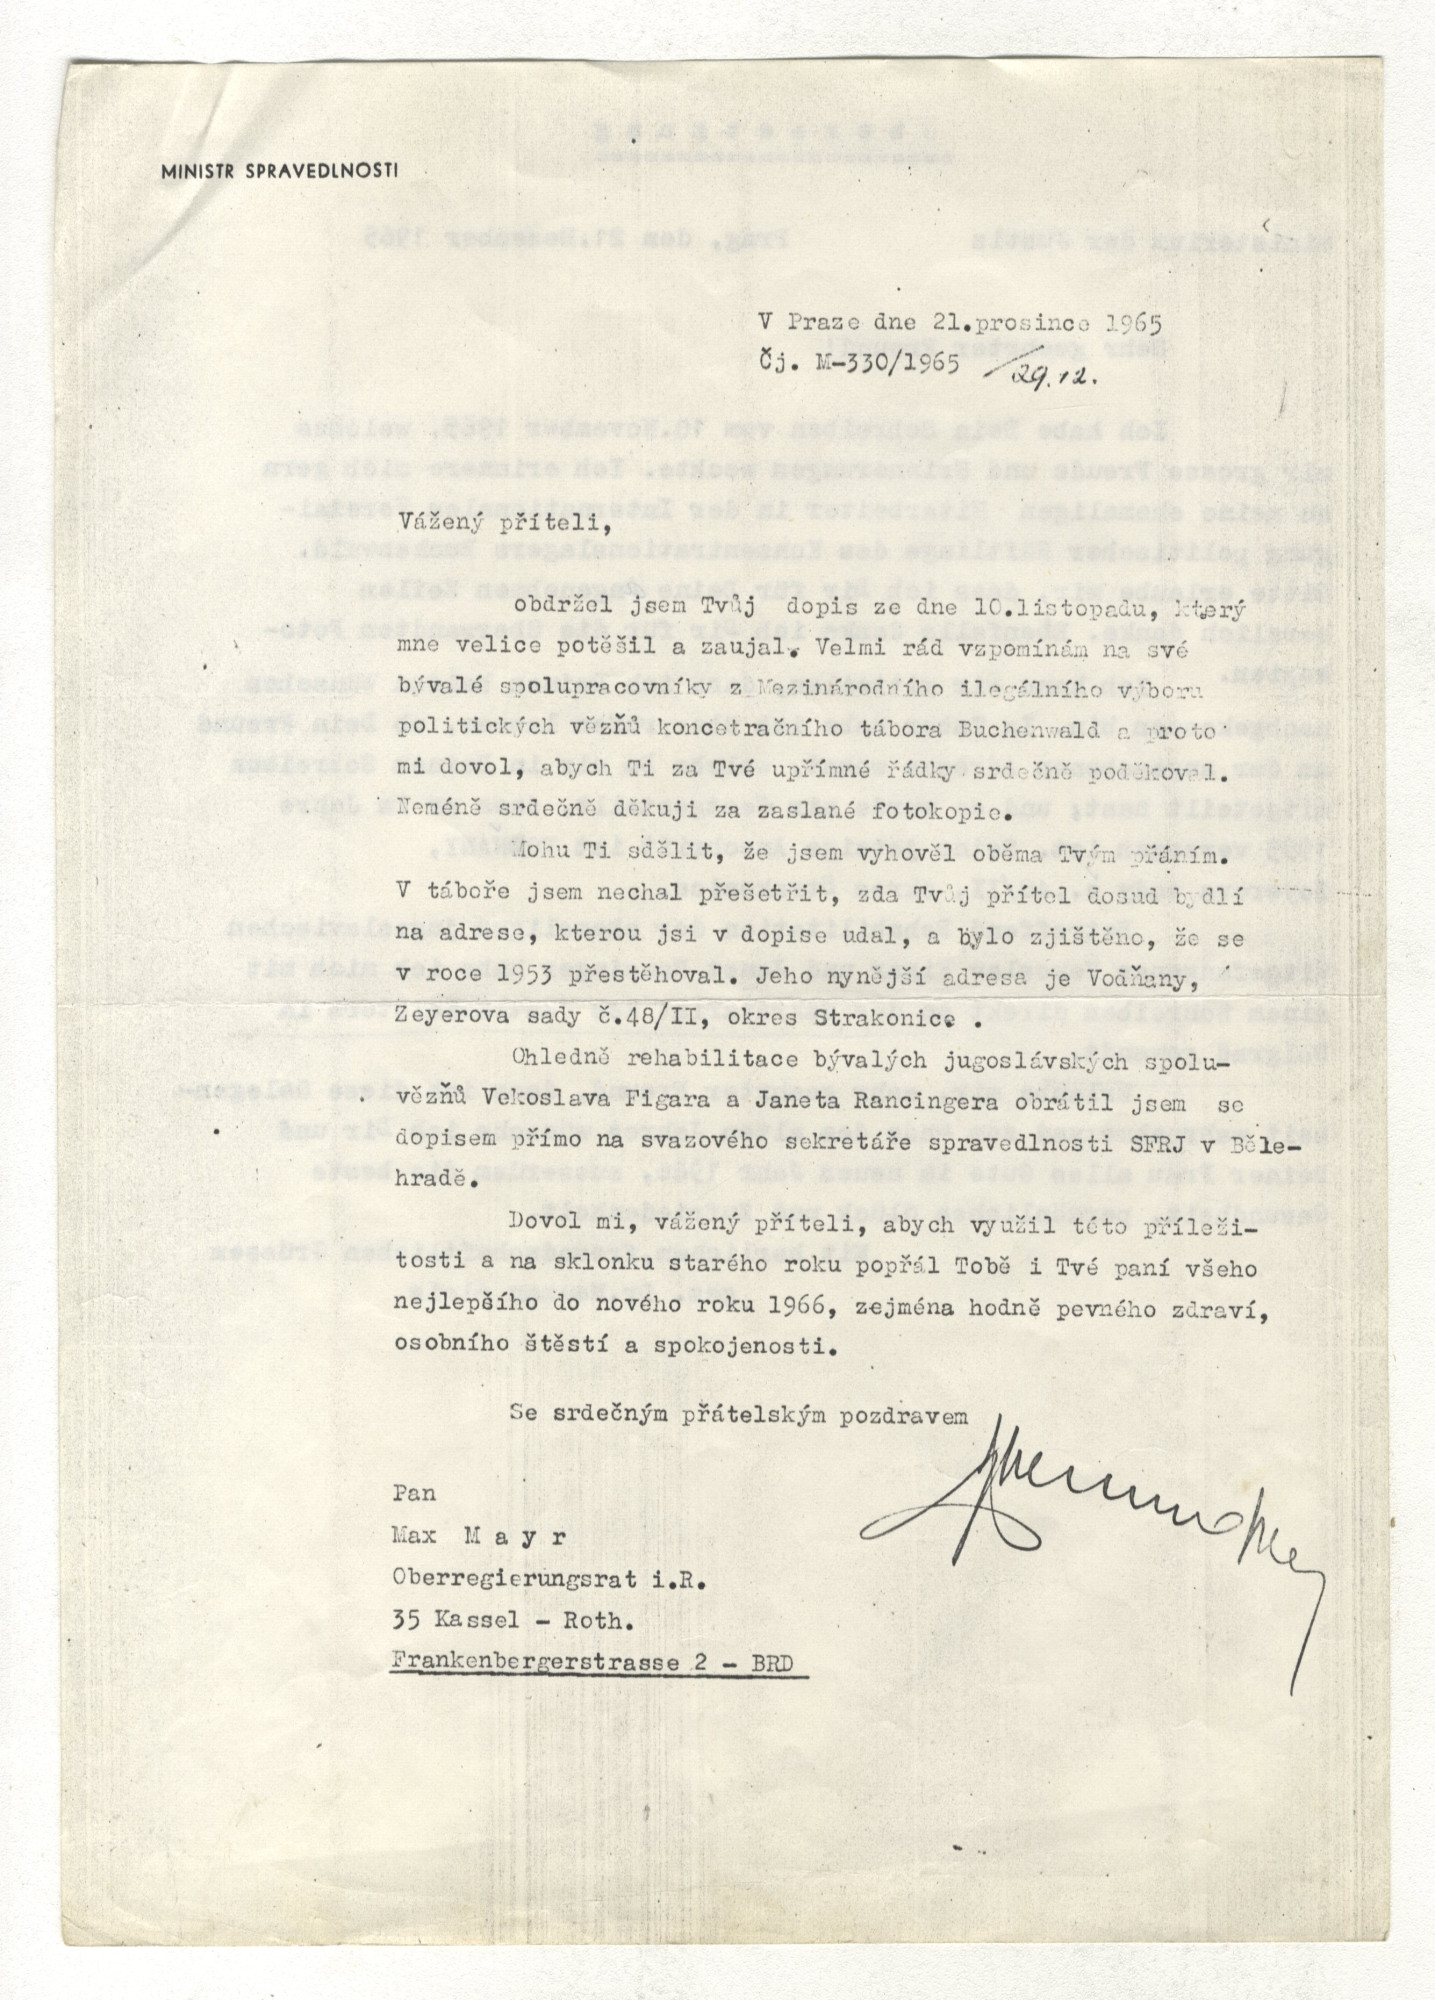 MINISTR SPRAVEDLNOSTI
V Praze dne 21.prosince 1965
Čj. M-330/1965 /29.12.
Vážený příteli,
obdržel jsem Tvůj dopis ze dne 10.listopadu, který
mne velice potěšil a zaujal. Velmi rád vzpomínám na své
bývalé spolupracovníky z Mezinárodního ilegálního výboru
politických vězňů koncetračního tábora Buchenwald a proto
mi dovol, abych Ti za Tvé upřímné řádky srdečně poděkoval.
Neméně srdečně děkuji za zaslané fotokopie.
Mohu Ti sdělit, že jsem vyhověl oběma Tvým přáním.
V táboře jsem nechal přešetřit, zda Tvůj přítel dosud bydlí
na adrese, kterou jsi v dopise udal, a bylo zjištěno, že se
v roce 1953 přestěhoval. Jeho nynější adresa je Vodňany,
Zeyerova sady č.48/II, okres Strakonice .
Ohledně rehabilitace bývalých jugoslávských spolu-
vězňů Vekoslava Figara a Janeta Rancingera obrátil jsem se
dopisem přímo na svazového sekretáře spravedlnosti SFRJ v Běle-
hradě.
Dovol mi, vážený příteli, abych využil této příleži-
tosti a na sklonku starého roku popřál Tobě i Tvé paní všeho
nejlepšího do nového roku 1966, zejména hodně pevného zdraví,
osobního štěstí a spokojenosti.
Se srdečným přátelským pozdravem
Pan
Max M a y r
Oberregierungsrat i.R.
35 Kassel - Roth.
Frankenbergerstrasse 2 - BRD